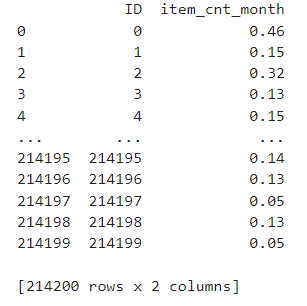 ID item_cnt_month
0 0 0.46
1 1 0.15
2 2 0.32
3 3 0.13
4 4 0.15
... ... ...
214195 214195 0.14
214196 214196 0.13
214197 214197 0.05
214198 214198 0.13
214199 214199 0.05
[214200 rows x 2 columns]